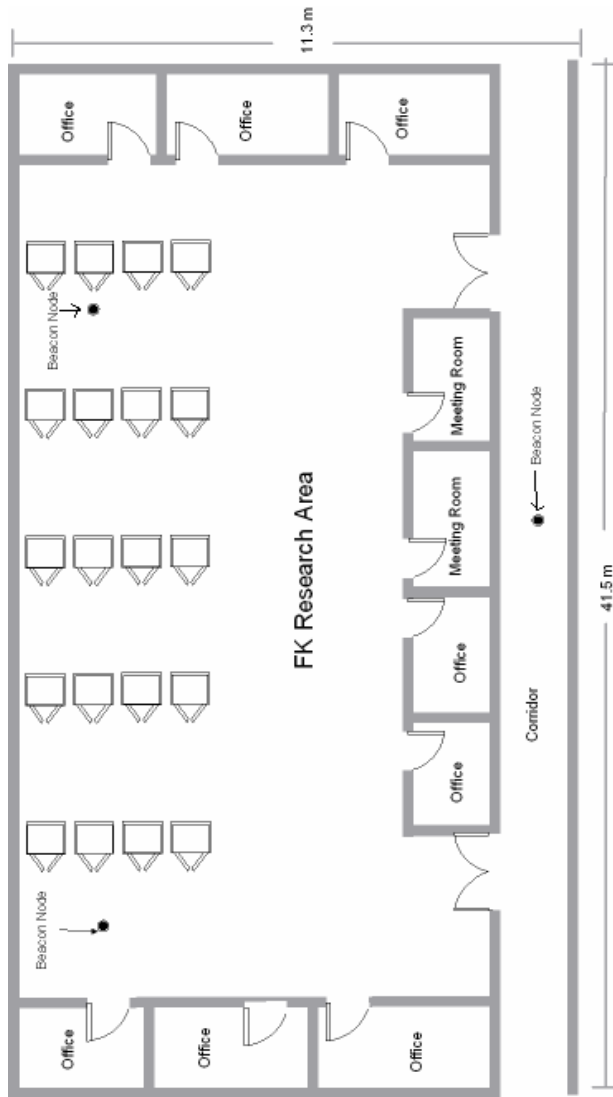 11.3 m
Office
Office
Office
Beacon Node
Meeting Room
Beacon Node
FK Research Area
Meeting Room
41.5 m
Office
Corridor
Office
Beacon Node
Office
Office
Office